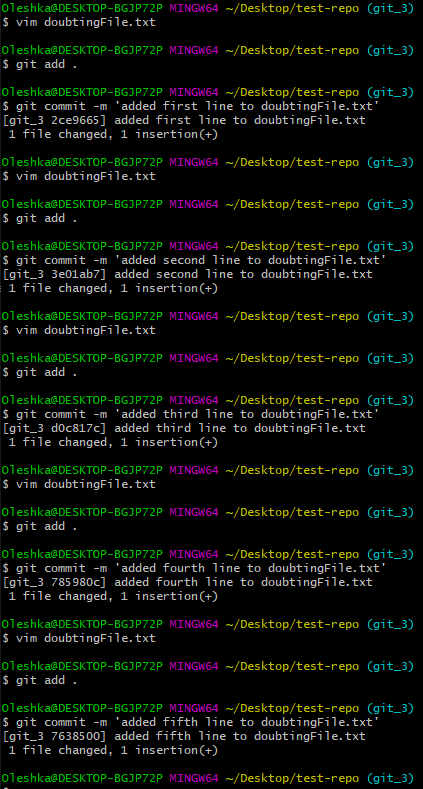 Oleshka@DESKTOP-BGJP72P MINGW64 ~/Desktop/test-repo (git_3)
$ vim doubtingFile.txt
Oleshka@DESKTOP-BGJP72P MINGW64 ~/Desktop/test-repo (git_3)
$ git add .
Oleshka@DESKTOP-BGJP72P MINGW64 ~/Desktop/test-repo (git_3)
$ git commit -m 'added first line to doubtingFile.txt'
[git_3 2ce9665] added first line to doubtingFile.txt
 1 file changed, 1 insertion(+)
Oleshka@DESKTOP-BGJP72P MINGW64 ~/Desktop/test-repo (git_3)
$ vim doubtingFile.txt
Oleshka@DESKTOP-BGJP72P MINGW64 ~/Desktop/test-repo (git_3)
$ git add .
Oleshka@DESKTOP-BGJP72P MINGW64 ~/Desktop/test-repo (git_3)
$ git commit -m 'added second line to doubtingFile.txt'
[git_3 3e01ab7] added second line to doubtingFile.txt
 1 file changed, 1 insertion(+)
Oleshka@DESKTOP-BGJP72P MINGW64 ~/Desktop/test-repo (git_3)
$ vim doubtingFile.txt
Oleshka@DESKTOP-BGJP72P MINGW64 ~/Desktop/test-repo (git_3)
$ git add .
Oleshka@DESKTOP-BGJP72P MINGW64 ~/Desktop/test-repo (git_3)
$ git commit -m 'added third line to doubtingFile.txt'
[git_3 d0c817c] added third line to doubtingFile.txt
 1 file changed, 1 insertion(+)
Oleshka@DESKTOP-BGJP72P MINGW64 ~/Desktop/test-repo (git_3)
$ vim doubtingFile.txt
Oleshka@DESKTOP-BGJP72P MINGW64 ~/Desktop/test-repo (git_3)
$ git add .
Oleshka@DESKTOP-BGJP72P MINGW64 ~/Desktop/test-repo (git_3)
$ git commit -m 'added fourth line to doubtingFile.txt'
[git_3 785980c] added fourth line to doubtingFile.txt
 1 file changed, 1 insertion(+)
Oleshka@DESKTOP-BGJP72P MINGW64 ~/Desktop/test-repo (git_3)
$ vim doubtingFile.txt
Oleshka@DESKTOP-BGJP72P MINGW64 ~/Desktop/test-repo (git_3)
$ git add .
Oleshka@DESKTOP-BGJP72P MINGW64 ~/Desktop/test-repo (git_3)
$ git commit -m 'added fifth line to doubtingFile.txt'
[git_3 7638500] added fifth line to doubtingFile.txt
 1 file changed, 1 insertion(+)
Oleshka@DESKTOP-BGJP72P MINGW64 ~/Desktop/test-repo (git_3)
$